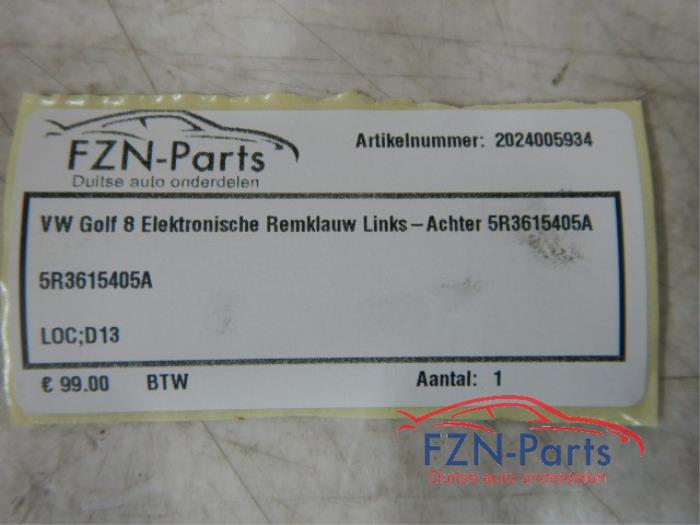 FZN-Parts
Duitse auto onderdelen
Artikelnummer: 2024005934
VW Golf 8 Elektronische Remklauw Links-Achter 5R3615405A
5R3615405A
LOC;D13
€ 99.00 BTW Aantal: 1
FZN-Parts
Duitse auto onderdelen